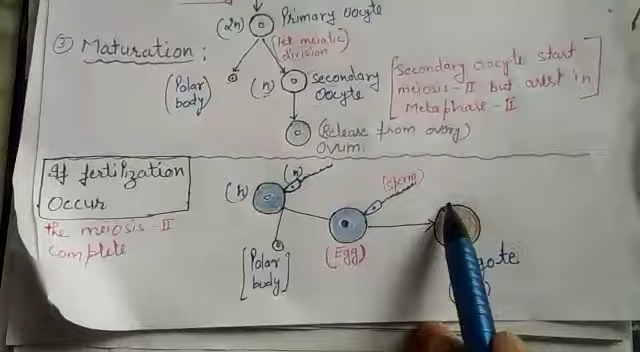 (2n) Primary oocyte
(1st meiotic)
division
③ Maturation:
(Polar
body)
(n) Secondary
Oocyte
[Secondary oocyte start
meiosis-II but arest in
Metaphase-II]
(Release from ovary)
Ovum
If fertilization
Occur
the meiosis-II
complete
(n)
(h)
(sperm)
[Polar
body]
(Egg)
gote